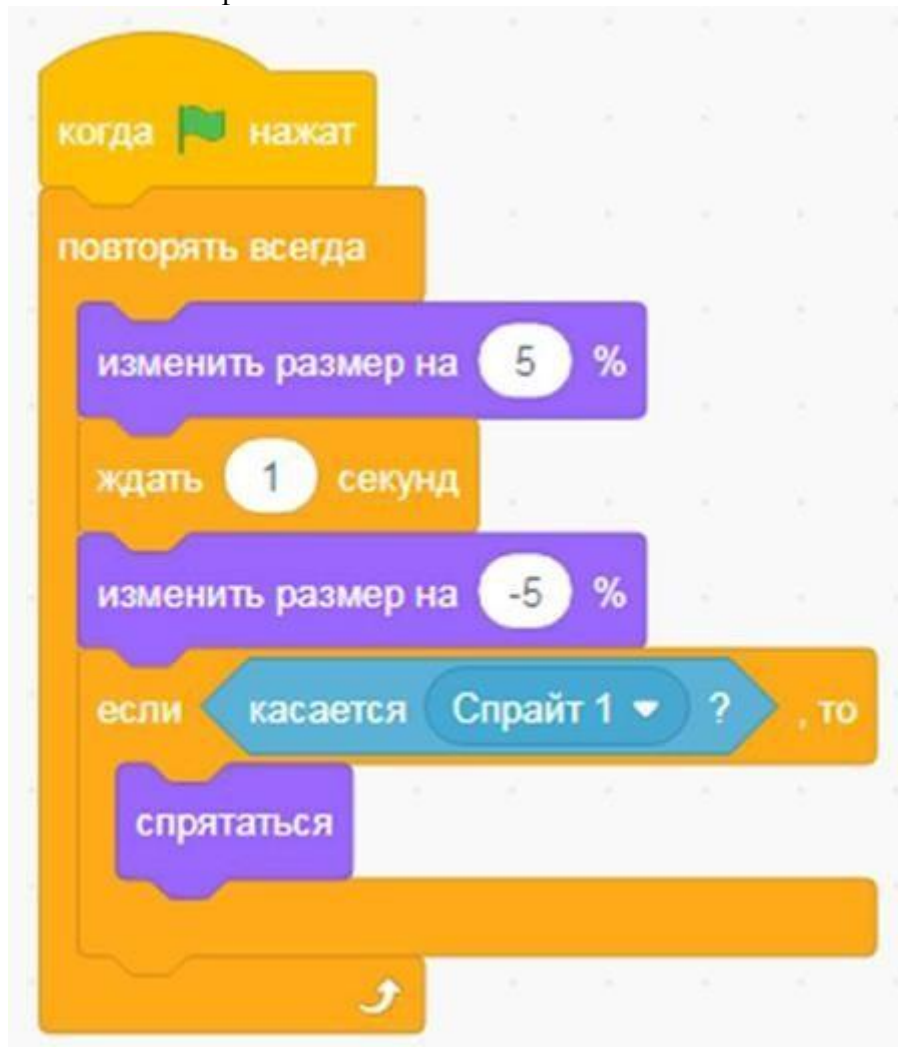 когда нажат
повторять всегда
изменить размер на 5 %
ждать 1 секунд
изменить размер на -5 %
если касается Спрайт 1 ? , то
спрятаться